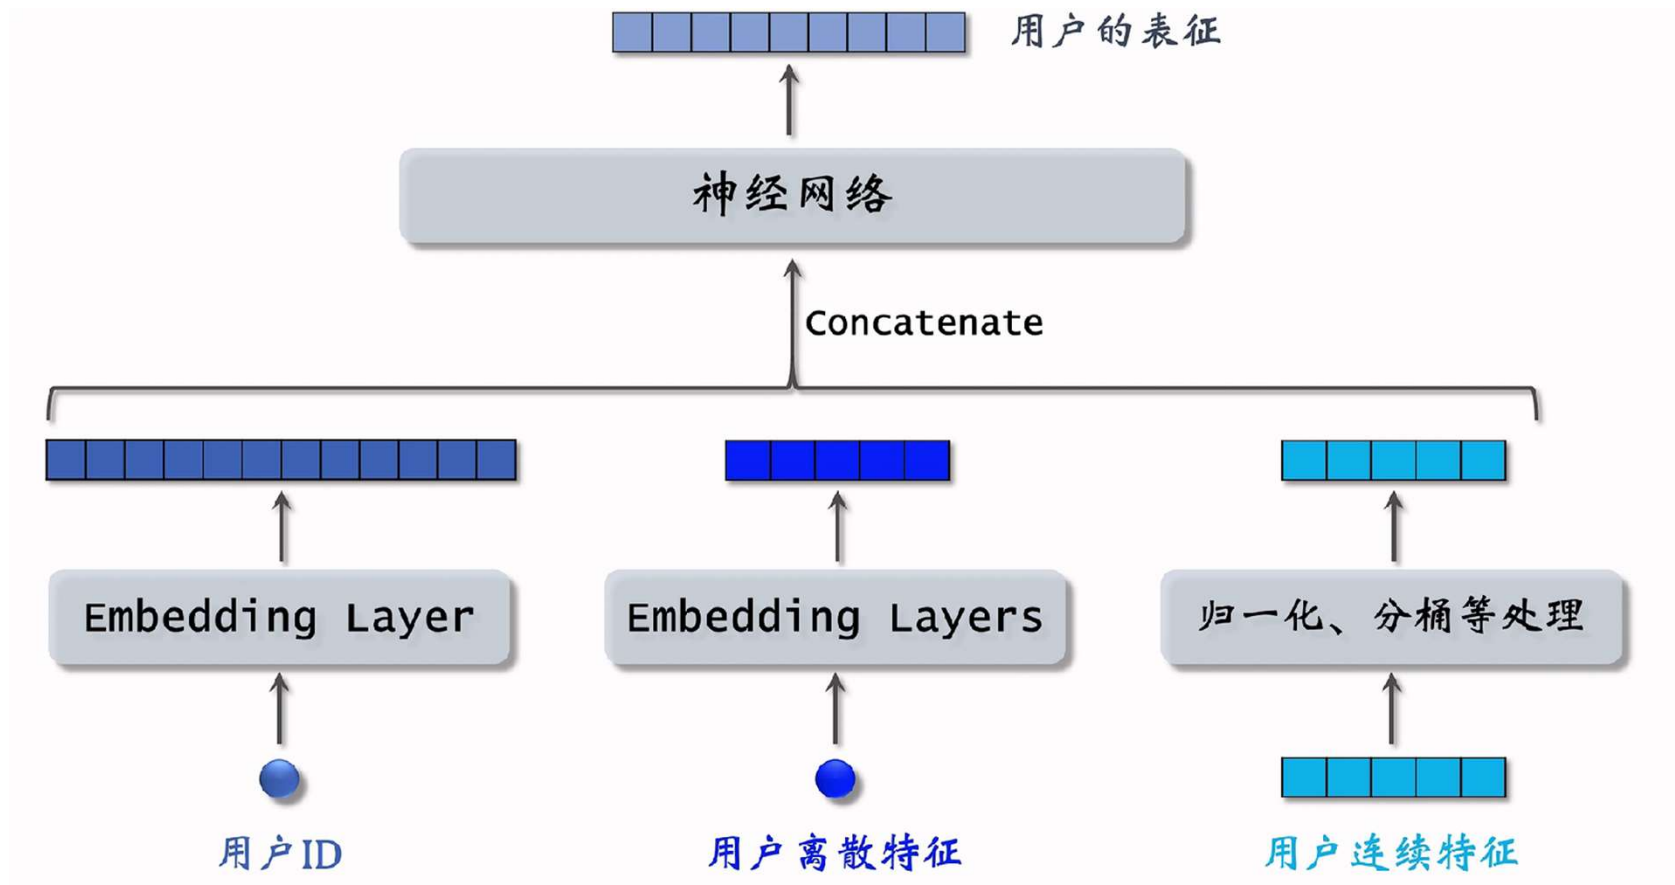 用户的表征
神经网络
Concatenate
Embedding Layer
Embedding Layers
归一化、分桶等处理
用户ID
用户离散特征
用户连续特征